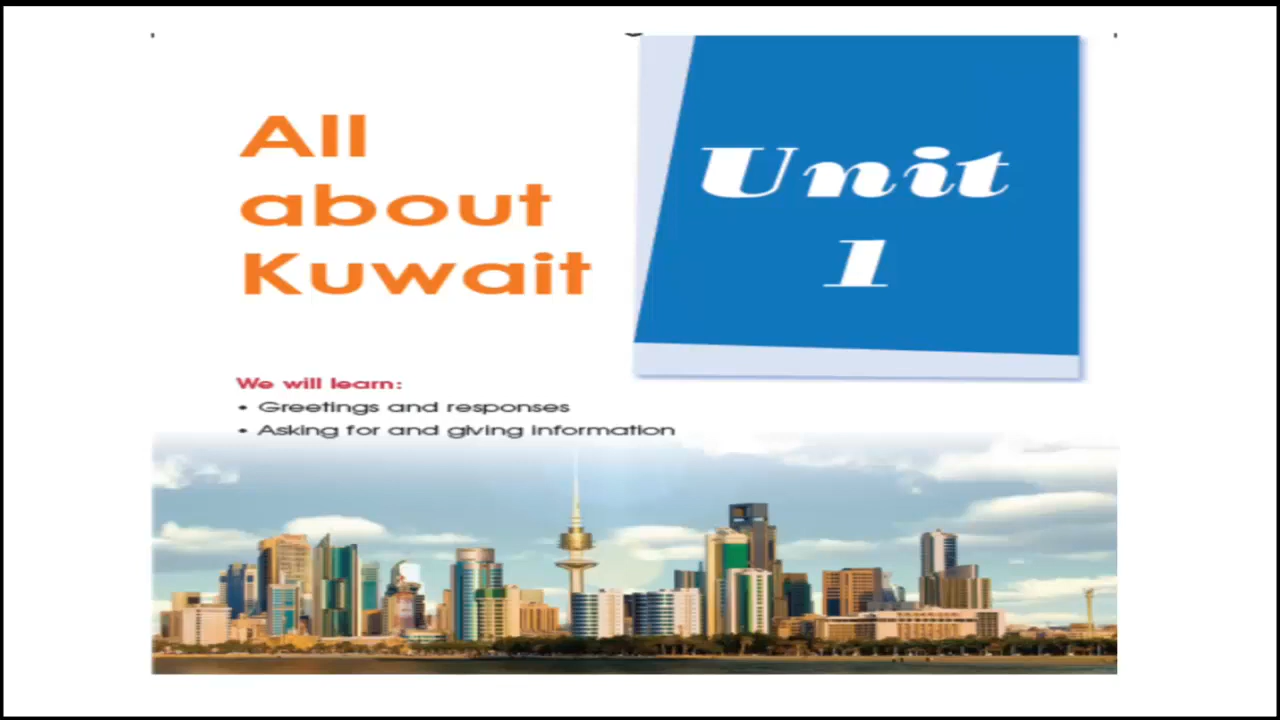 All
about
Kuwait
Unit
1
We will learn:
• Greetings and responses
• Asking for and giving information